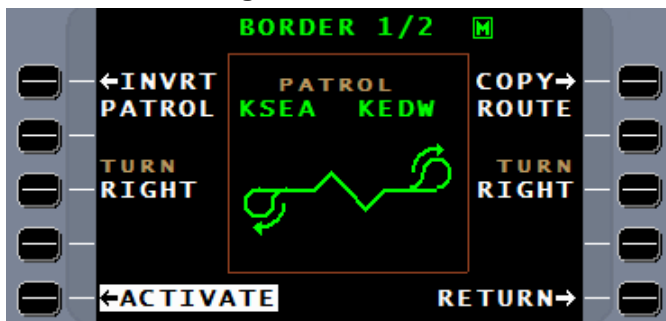 BORDER 1/2 M
←INVRT PATROL COPY→
PATROL KSEA KEDW ROUTE
TURN TURN
RIGHT RIGHT
←ACTIVATE RETURN→